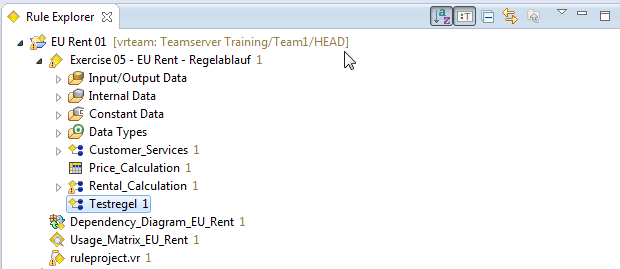 Rule Explorer
EU Rent 01 [vrteam: Teamserver Training/Team1/HEAD]
Exercise 05 - EU Rent - Regelablauf 1
Input/Output Data
Internal Data
Constant Data
Data Types
Customer_Services 1
Price_Calculation 1
Rental_Calculation 1
Testregel 1
Dependency_Diagram_EU_Rent 1
Usage_Matrix_EU_Rent 1
ruleproject.vr 1